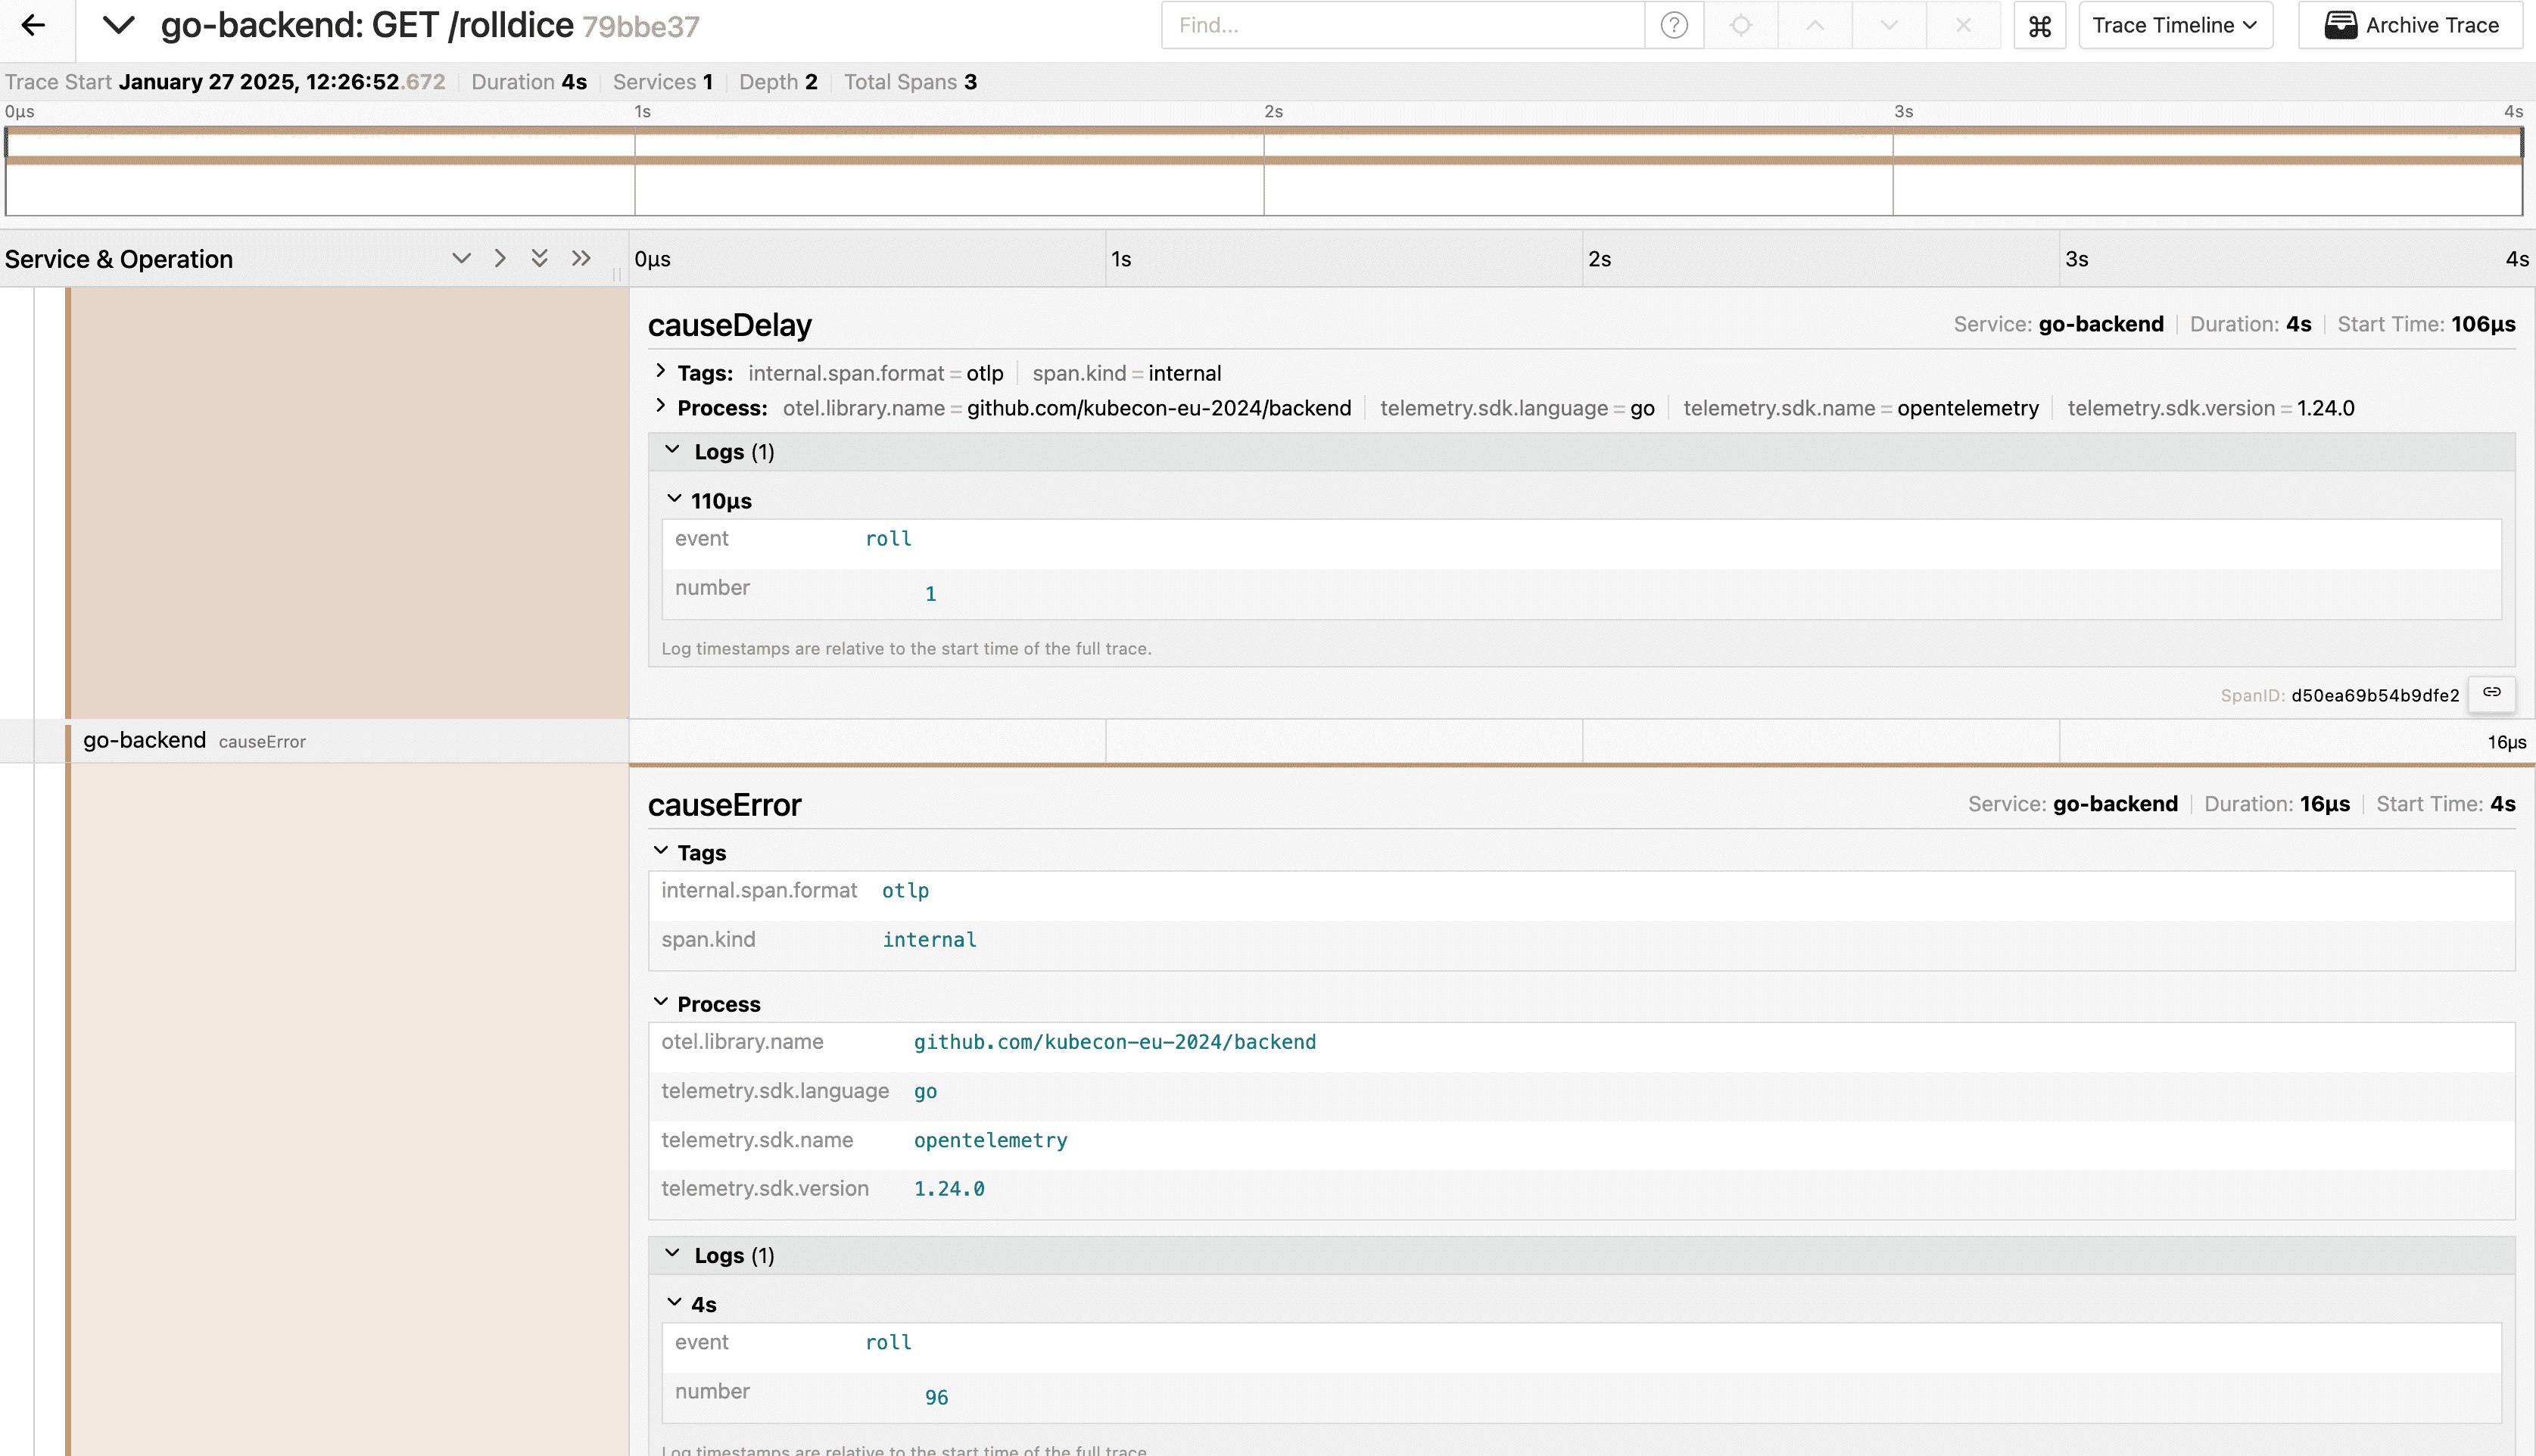 go-backend: GET /rolldice 79bbe37
Find...
Trace Timeline
Archive Trace
Trace Start January 27 2025, 12:26:52.672 Duration 4s Services 1 Depth 2 Total Spans 3
0μs 1s 2s 3s 4s
Service & Operation 0μs 1s 2s 3s 4s
causeDelay Service: go-backend Duration: 4s Start Time: 106μs
Tags: internal.span.format = otlp span.kind = internal
Process: otel.library.name = github.com/kubecon-eu-2024/backend telemetry.sdk.language = go telemetry.sdk.name = opentelemetry telemetry.sdk.version = 1.24.0
Logs (1)
110μs
event roll
number 1
Log timestamps are relative to the start time of the full trace.
SpanID: d50ea69b54b9dfe2
go-backend causeError 16μs
causeError Service: go-backend Duration: 16μs Start Time: 4s
Tags
internal.span.format otlp
span.kind internal
Process
otel.library.name github.com/kubecon-eu-2024/backend
telemetry.sdk.language go
telemetry.sdk.name opentelemetry
telemetry.sdk.version 1.24.0
Logs (1)
4s
event roll
number 96
Log timestamps are relative to the start time of the full trace.